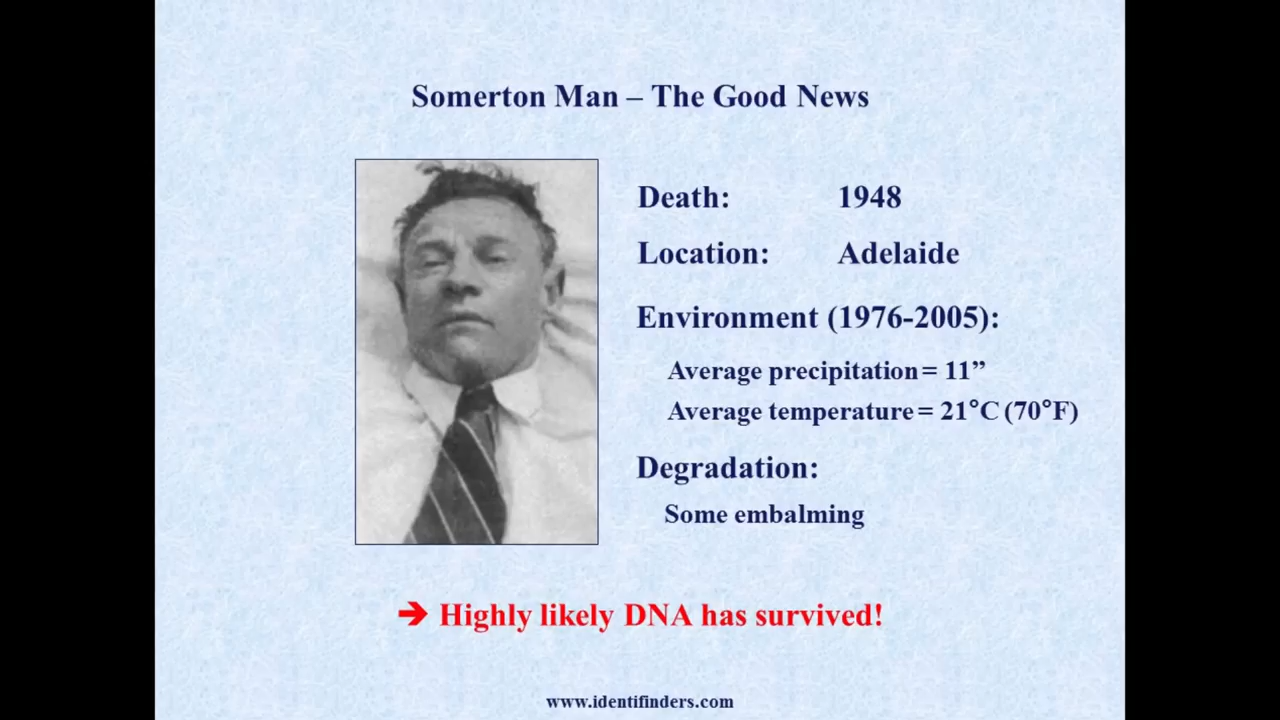 Somerton Man – The Good News
Death: 1948
Location: Adelaide
Environment (1976-2005):
Average precipitation = 11”
Average temperature = 21°C (70°F)
Degradation:
Some embalming
➔ Highly likely DNA has survived!
www.identifinders.com